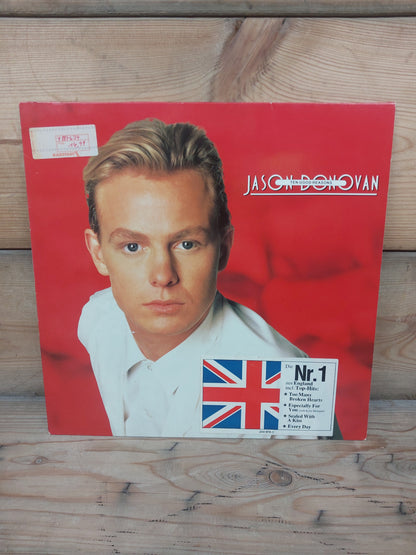 JASON DONOVAN
TEN GOOD REASONS
Die
Nr.1
aus England
incl. Top-Hits:
Too Many
Broken Hearts
Especially For
You
Sealed With
A Kiss
Every Day